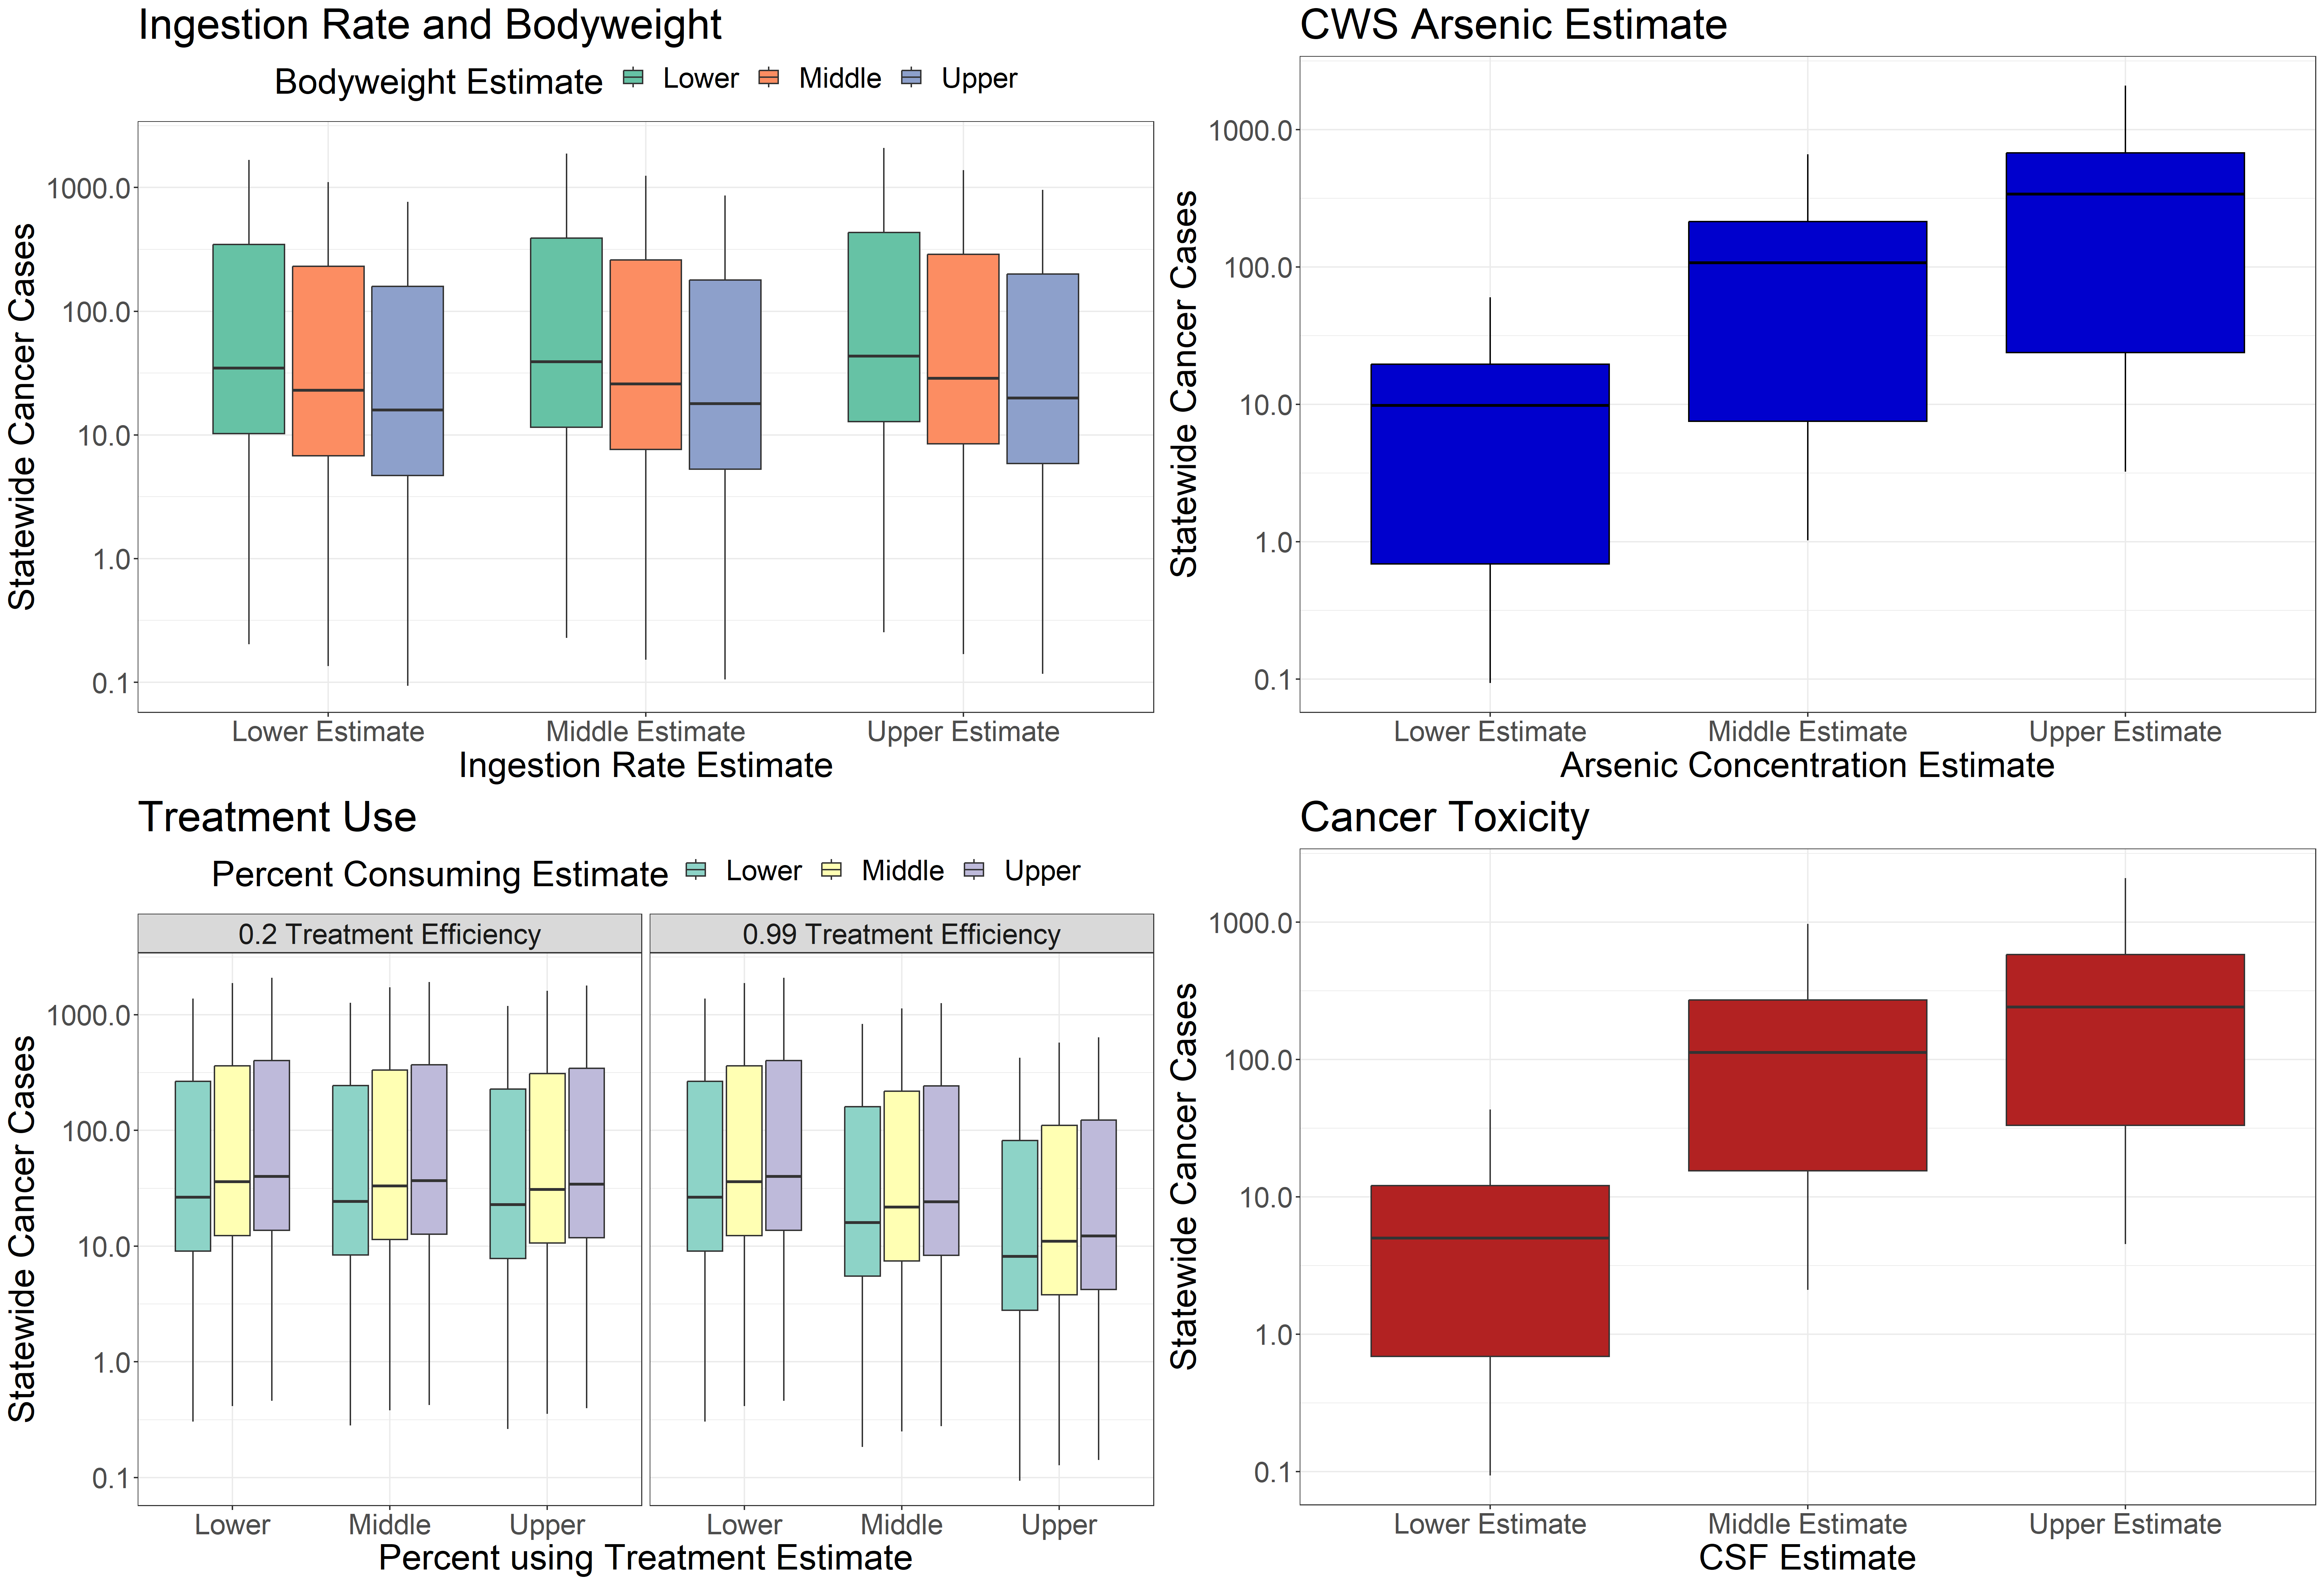 Ingestion Rate and Bodyweight
Bodyweight Estimate Lower Middle Upper
Statewide Cancer Cases
1000.0
100.0
10.0
1.0
0.1
Lower Estimate Middle Estimate Upper Estimate
Ingestion Rate Estimate
CWS Arsenic Estimate
Statewide Cancer Cases
1000.0
100.0
10.0
1.0
0.1
Lower Estimate Middle Estimate Upper Estimate
Arsenic Concentration Estimate
Treatment Use
Percent Consuming Estimate Lower Middle Upper
0.2 Treatment Efficiency 0.99 Treatment Efficiency
Statewide Cancer Cases
1000.0
100.0
10.0
1.0
0.1
Lower Middle Upper Lower Middle Upper
Percent using Treatment Estimate
Cancer Toxicity
Statewide Cancer Cases
1000.0
100.0
10.0
1.0
0.1
Lower Estimate Middle Estimate Upper Estimate
CSF Estimate